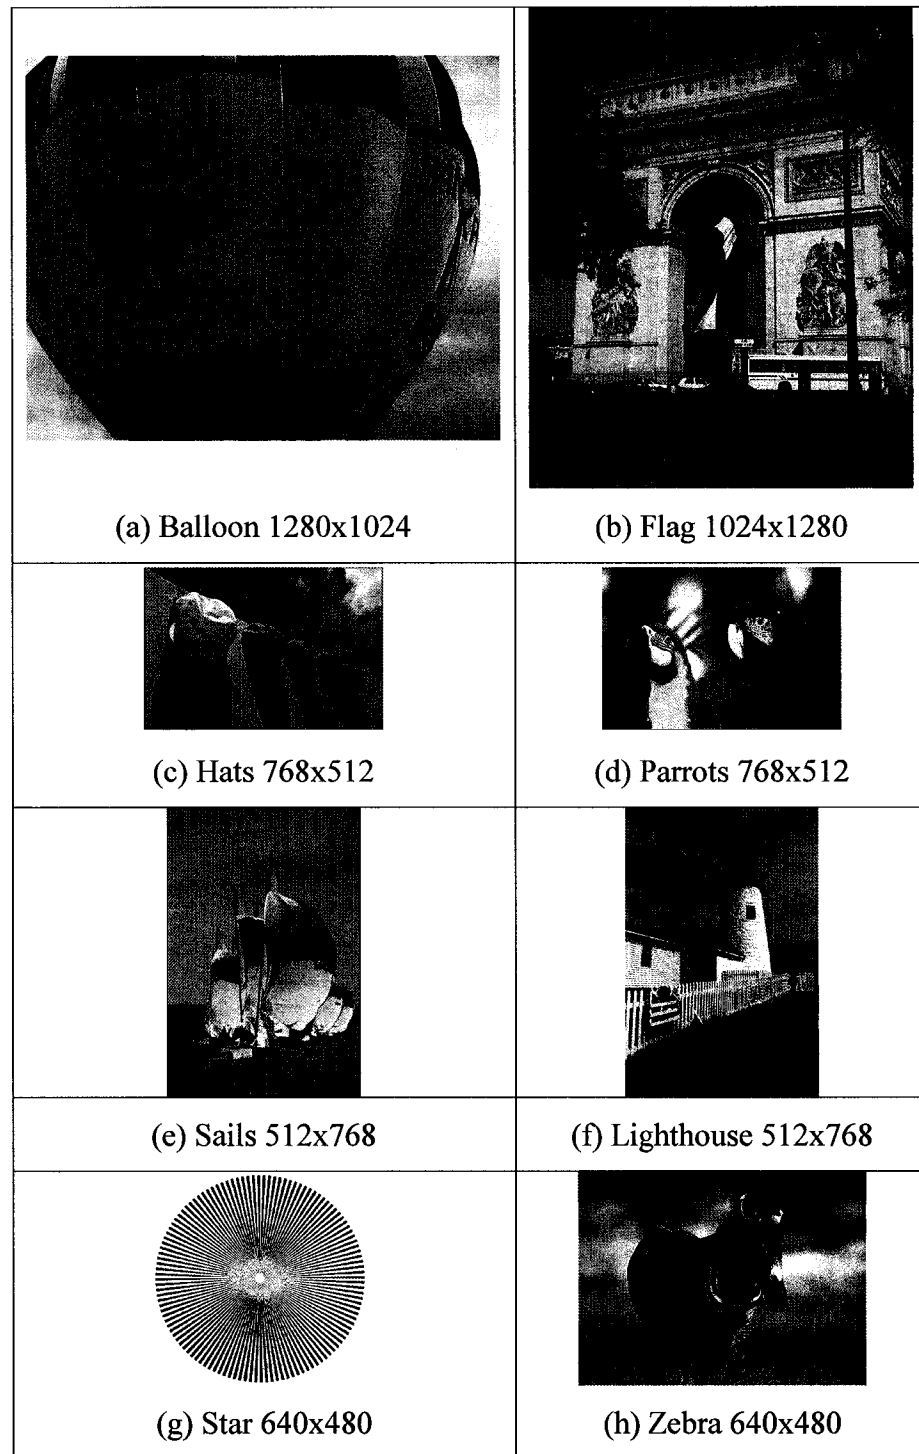 (a) Balloon 1280x1024
(b) Flag 1024x1280
(c) Hats 768x512
(d) Parrots 768x512
(e) Sails 512x768
(f) Lighthouse 512x768
(g) Star 640x480
(h) Zebra 640x480